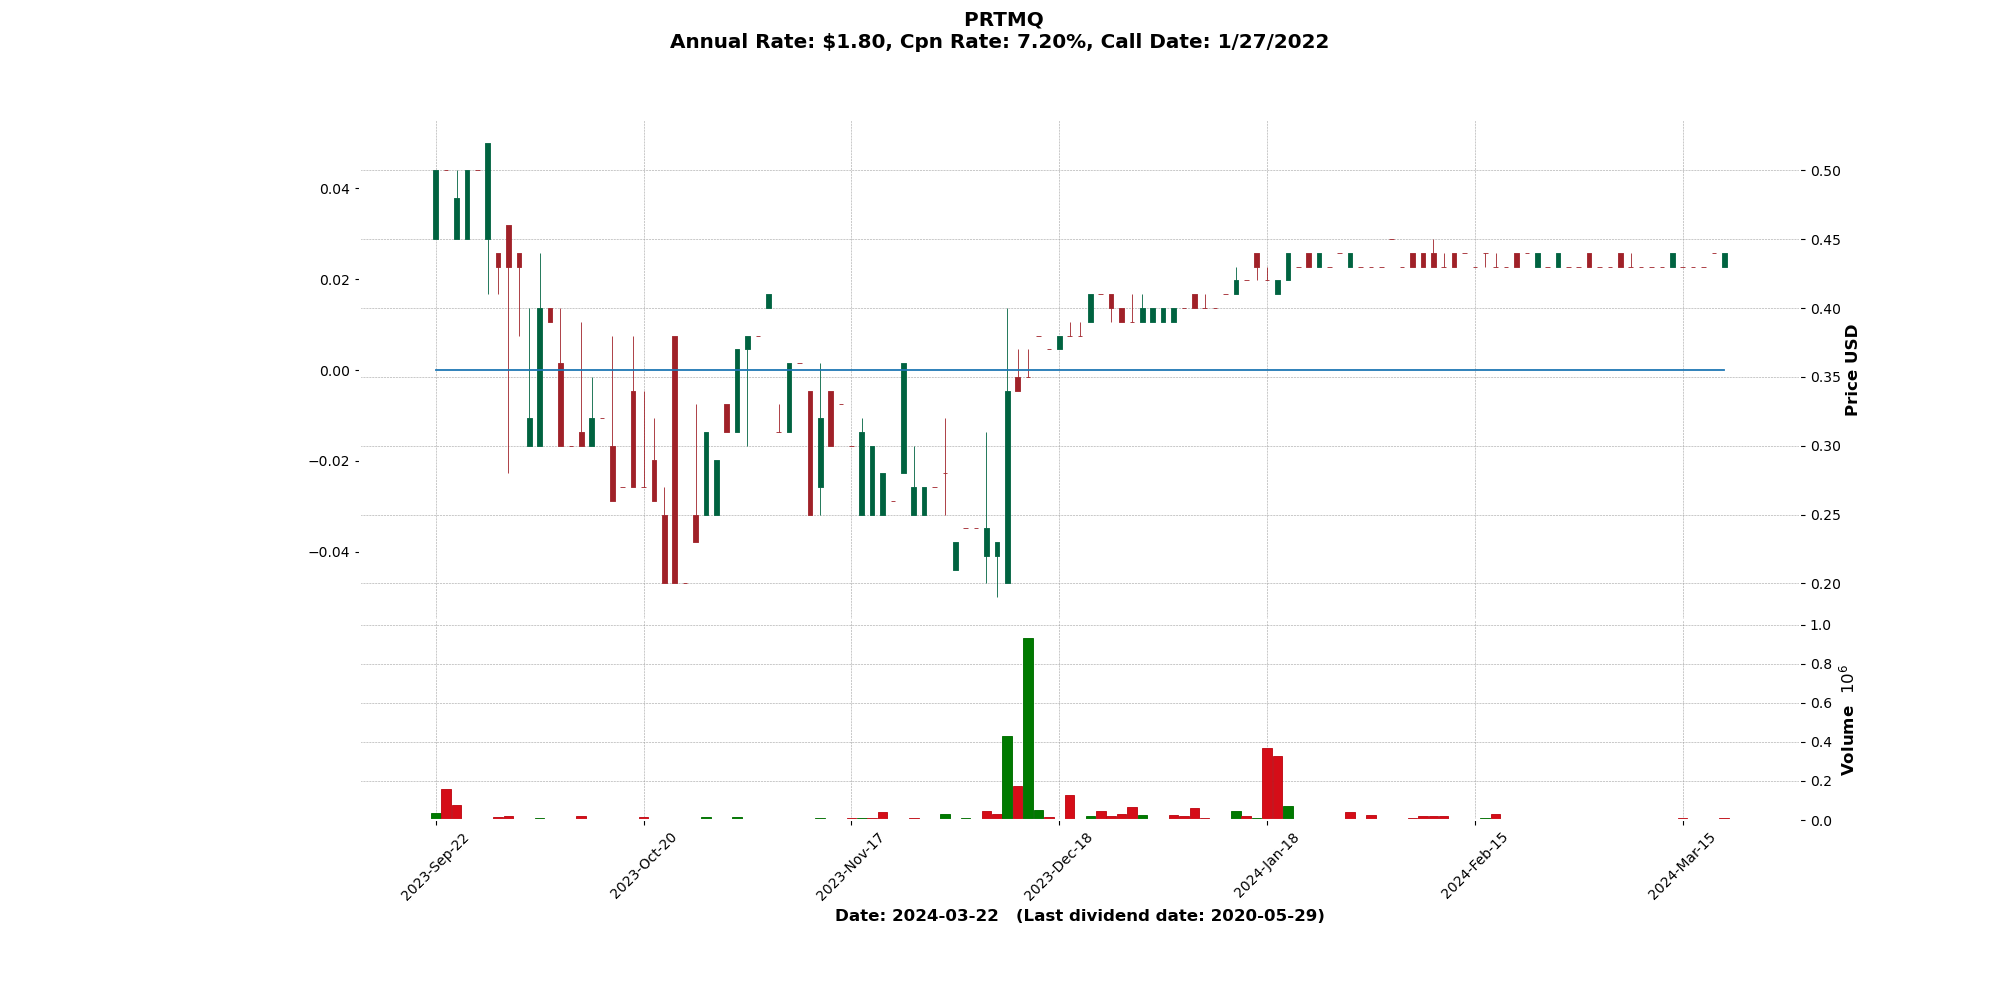 PRTMQ
Annual Rate: $1.80, Cpn Rate: 7.20%, Call Date: 1/27/2022
0.04
0.02
0.00
−0.02
−0.04
0.50
0.45
0.40
0.35
0.30
0.25
0.20
Price USD
1.0
0.8
0.6
0.4
0.2
0.0
Volume 10^6
2023-Sep-22
2023-Oct-20
2023-Nov-17
2023-Dec-18
2024-Jan-18
2024-Feb-15
2024-Mar-15
Date: 2024-03-22 (Last dividend date: 2020-05-29)